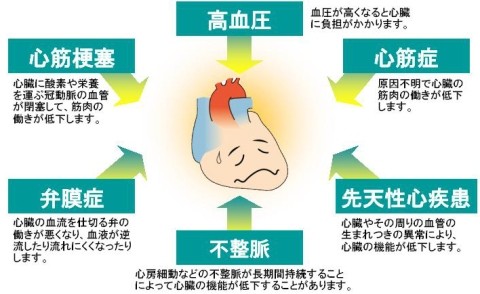 高血圧
血圧が高くなると心臓
に負担がかかります。
心筋梗塞
心臓に酸素や栄養
を運ぶ冠動脈の血管
が閉塞して、筋肉の
働きが低下します。
心筋症
原因不明で心臓の
筋肉の働きが低下
します。
弁膜症
心臓の血流を仕切る弁の
働きが悪くなり、血液が逆
流したり流れにくくなったり
します。
先天性心疾患
心臓やその周りの血管の
生まれつきの異常により、
心臓の機能が低下します。
不整脈
心房細動などの不整脈が長期間持続すること
によって心臓の機能が低下することがあります。